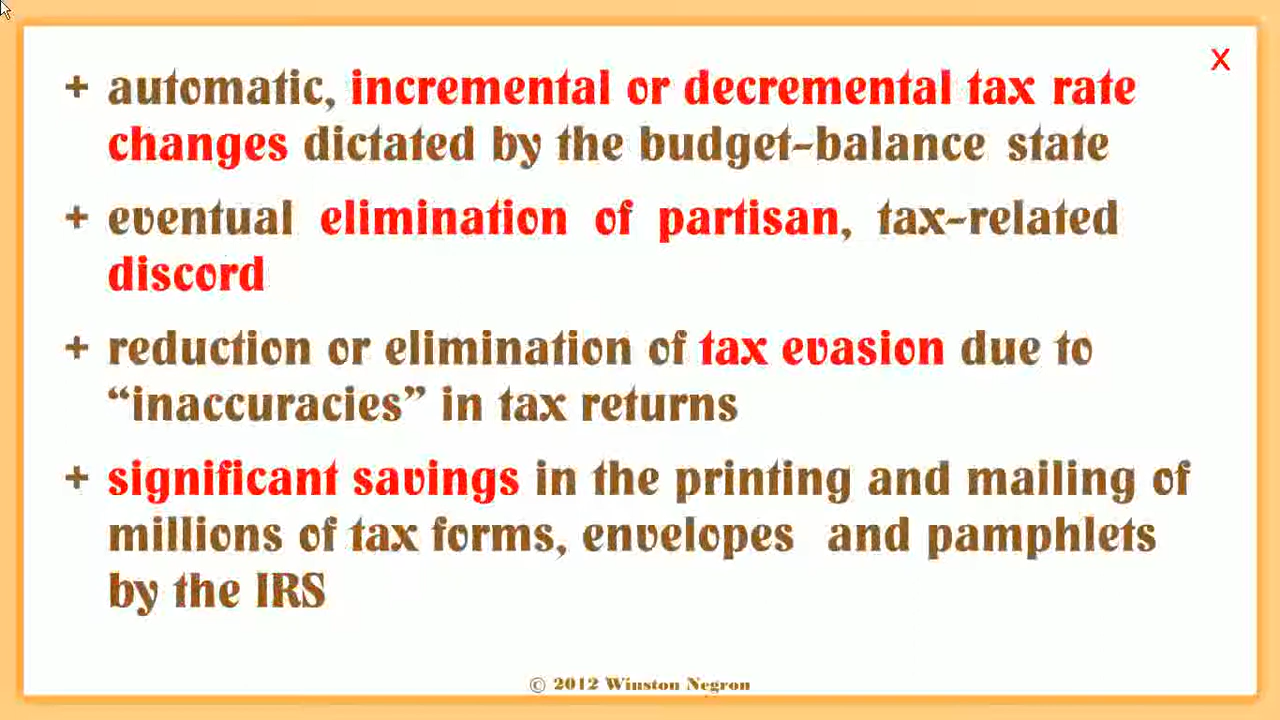 X
+ automatic, incremental or decremental tax rate
changes dictated by the budget-balance state
+ eventual elimination of partisan, tax-related
discord
+ reduction or elimination of tax evasion due to
“inaccuracies” in tax returns
+ significant savings in the printing and mailing of
millions of tax forms, envelopes and pamphlets
by the IRS
© 2012 Winston Negron